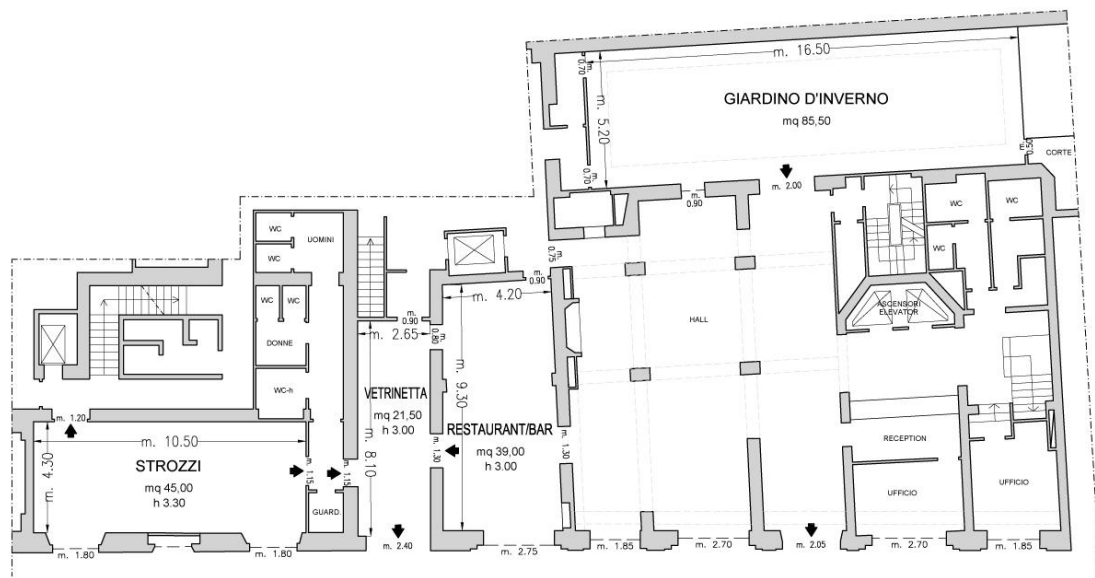 m. 16.50
m. 0.70
m. 5.20
GIARDINO D'INVERNO
mq 85,50
m. 0.50
CORTE
m. 0.70
m. 2.00
m. 0.90
WC
WC
WC
UOMINI
WC
WC
m. 0.75
m. 0.90
m. 4.20
ASCENSORI
ELEVATOR
HALL
WC
WC
DONNE
m. 0.90
m. 2.65
0.80
WC-h
VETRINETTA
mq 21,50
h 3.00
m. 9.30
RESTAURANT/BAR
mq 39,00
h 3.00
m. 1.20
m. 10.50
m. 4.30
STROZZI
mq 45,00
h 3.30
m. 1.15
m. 1.15
m. 8.10
m. 1.30
m. 1.30
RECEPTION
GUARD.
UFFICIO
UFFICIO
m. 1.80
m. 1.80
m. 2.40
m. 2.75
m. 1.85
m. 2.70
m. 2.05
m. 2.70
m. 1.85